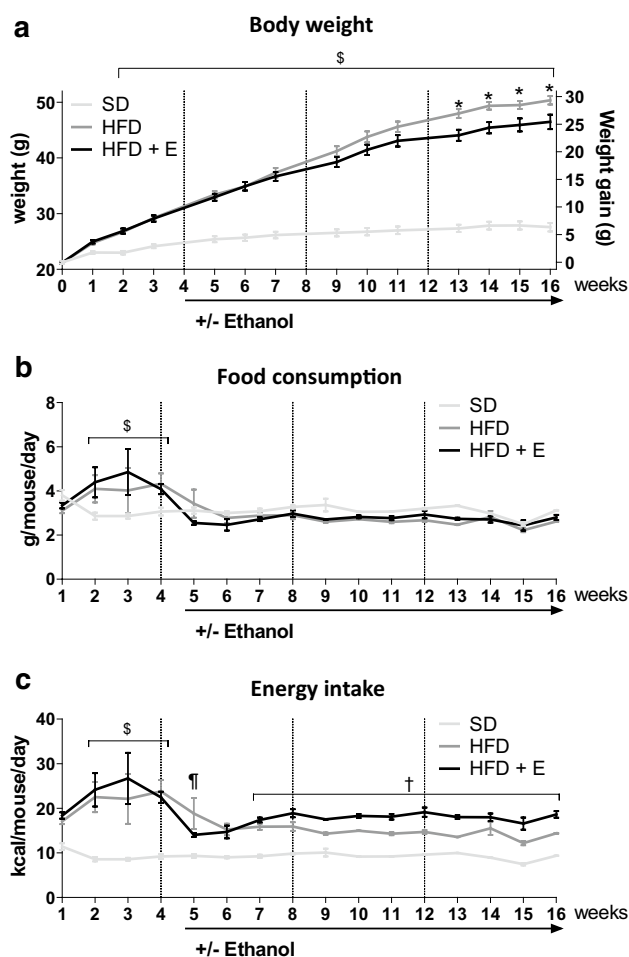 a
Body weight
$
SD
HFD
HFD + E
* * * *
weight (g)
50
40
30
20
Weight gain (g)
30
25
20
15
10
5
0
0 1 2 3 4 5 6 7 8 9 10 11 12 13 14 15 16 weeks
+/- Ethanol
b
Food consumption
$
SD
HFD
HFD + E
g/mouse/day
8
6
4
2
0
1 2 3 4 5 6 7 8 9 10 11 12 13 14 15 16 weeks
+/- Ethanol
c
Energy intake
$
¶
†
SD
HFD
HFD + E
kcal/mouse/day
40
30
20
10
0
1 2 3 4 5 6 7 8 9 10 11 12 13 14 15 16 weeks
+/- Ethanol